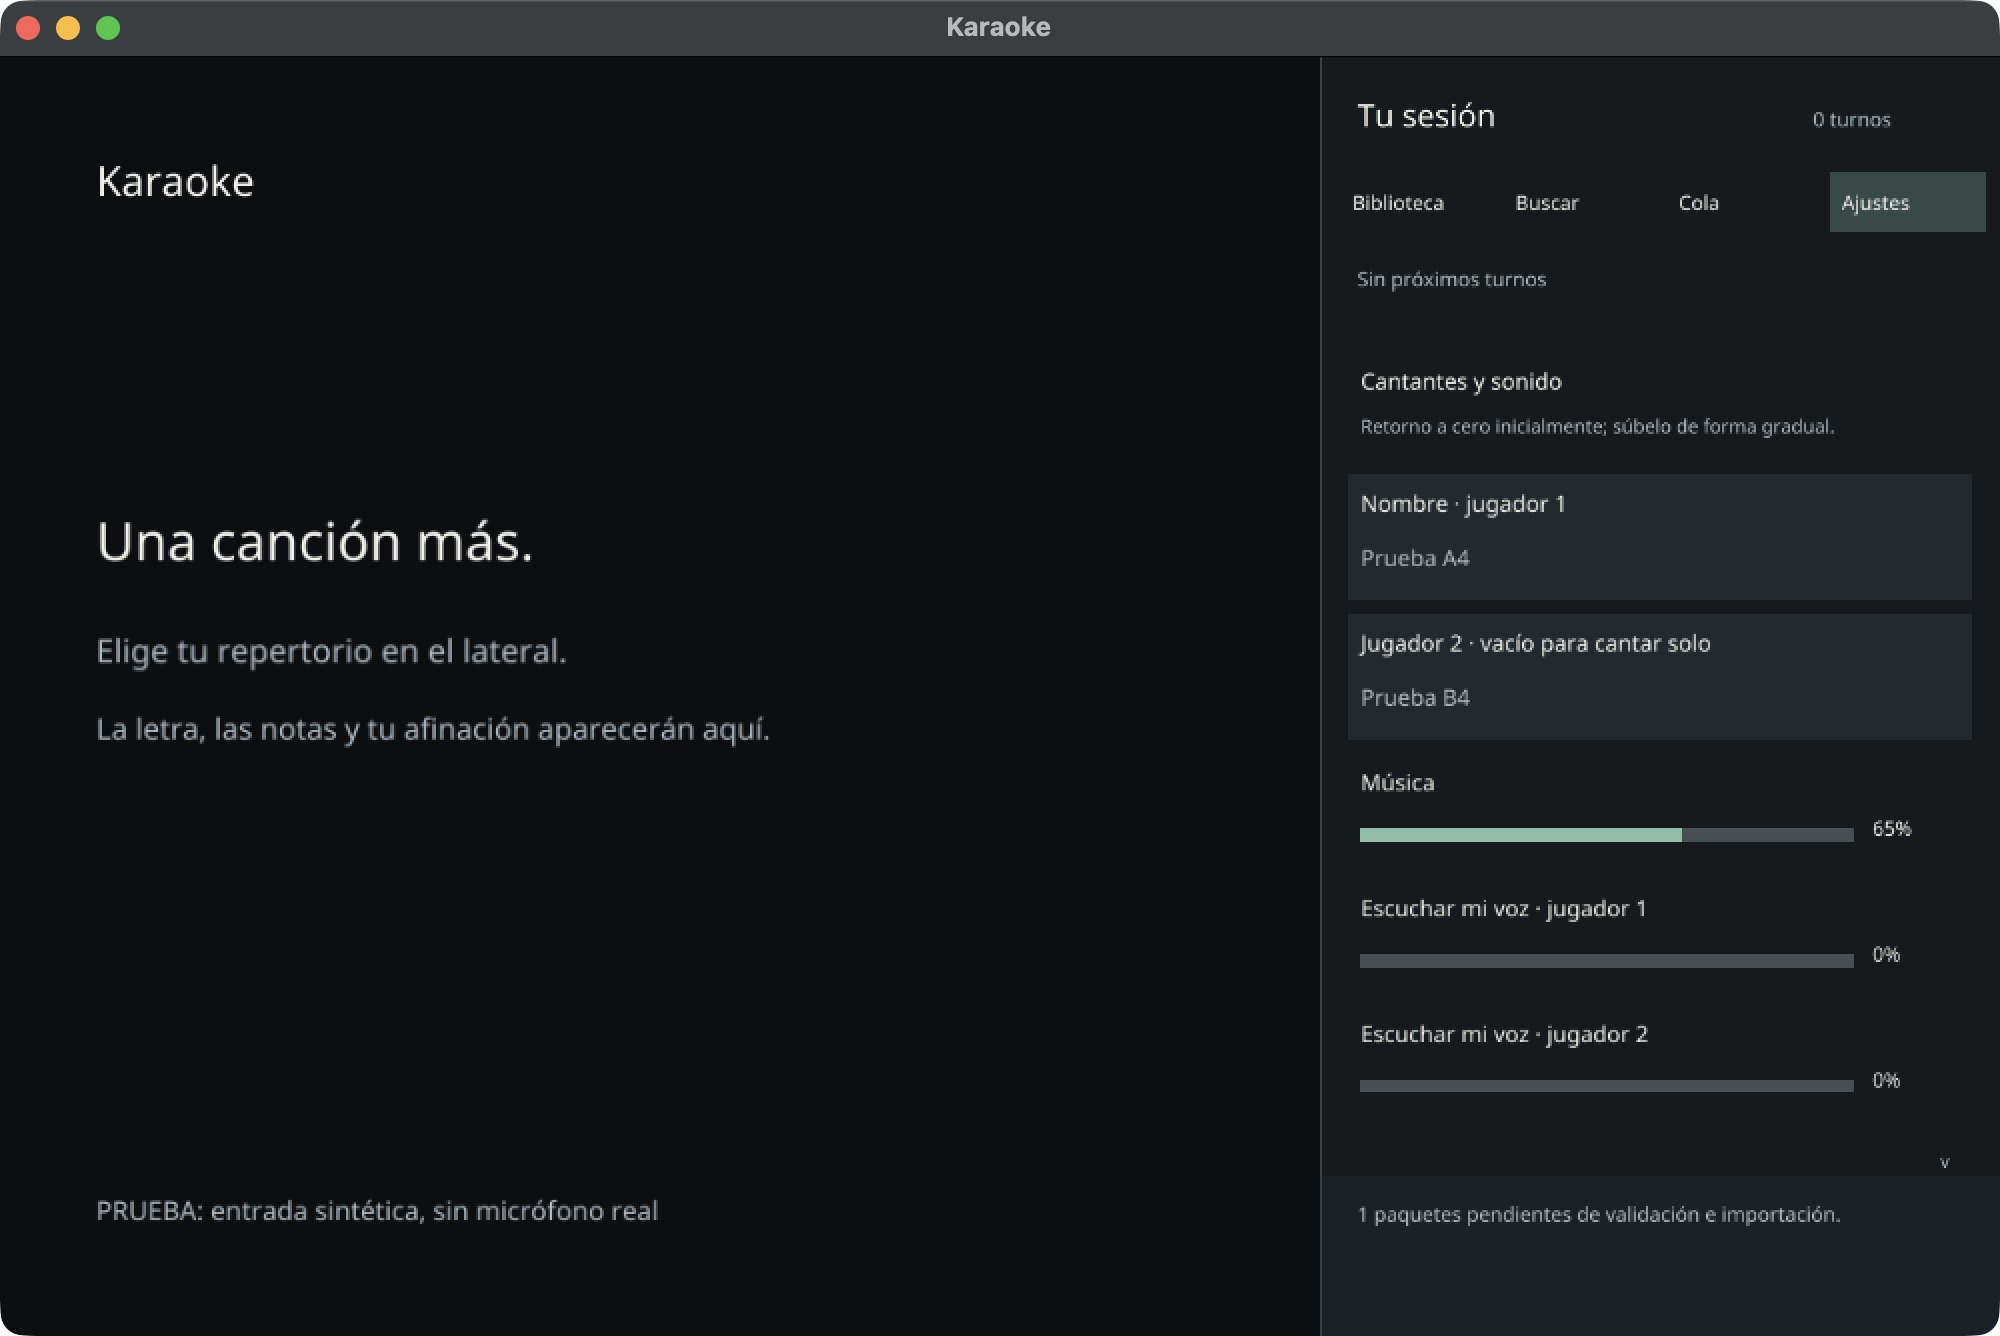 Karaoke
Karaoke
Una canción más.
Elige tu repertorio en el lateral.
La letra, las notas y tu afinación aparecerán aquí.
PRUEBA: entrada sintética, sin micrófono real
Tu sesión
0 turnos
Biblioteca
Buscar
Cola
Ajustes
Sin próximos turnos
Cantantes y sonido
Retorno a cero inicialmente; súbelo de forma gradual.
Nombre · jugador 1
Prueba A4
Jugador 2 · vacío para cantar solo
Prueba B4
Música
65%
Escuchar mi voz · jugador 1
0%
Escuchar mi voz · jugador 2
0%
v
1 paquetes pendientes de validación e importación.